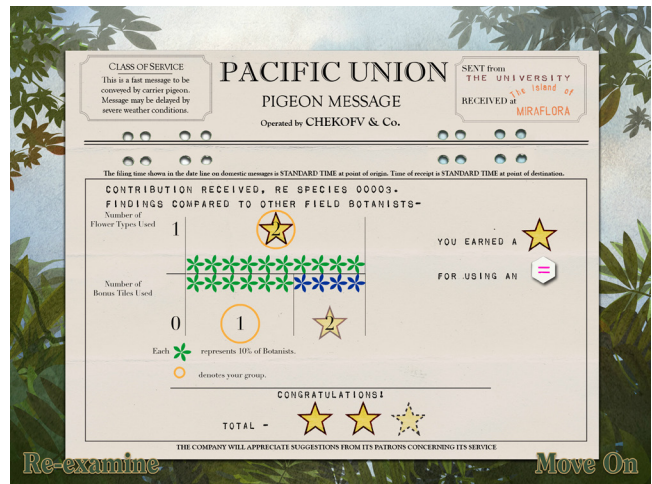 CLASS OF SERVICE
This is a fast message to be
conveyed by carrier pigeon.
Message may be delayed by
severe weather conditions.
PACIFIC UNION
PIGEON MESSAGE
Operated by CHEKOFV & Co.
SENT from
THE UNIVERSITY
The Island of
RECEIVED at
MIRAFLORA
The filing time shown in the date line on domestic messages is STANDARD TIME at point of origin. Time of receipt is STANDARD TIME at point of destination.
CONTRIBUTION RECEIVED, RE SPECIES 00003.
FINDINGS COMPARED TO OTHER FIELD BOTANISTS-
Number of
Flower Types Used
1
2
YOU EARNED A
FOR USING AN =
Number of
Bonus Tiles Used
0
1
2
Each represents 10% of Botanists.
denotes your group.
CONGRATULATIONS!
TOTAL -
THE COMPANY WILL APPRECIATE SUGGESTIONS FROM ITS PATRONS CONCERNING ITS SERVICE
Re-examine
Move On